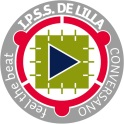 I.P.S.S. DE LILLA
CONVERSANO
feel the beat